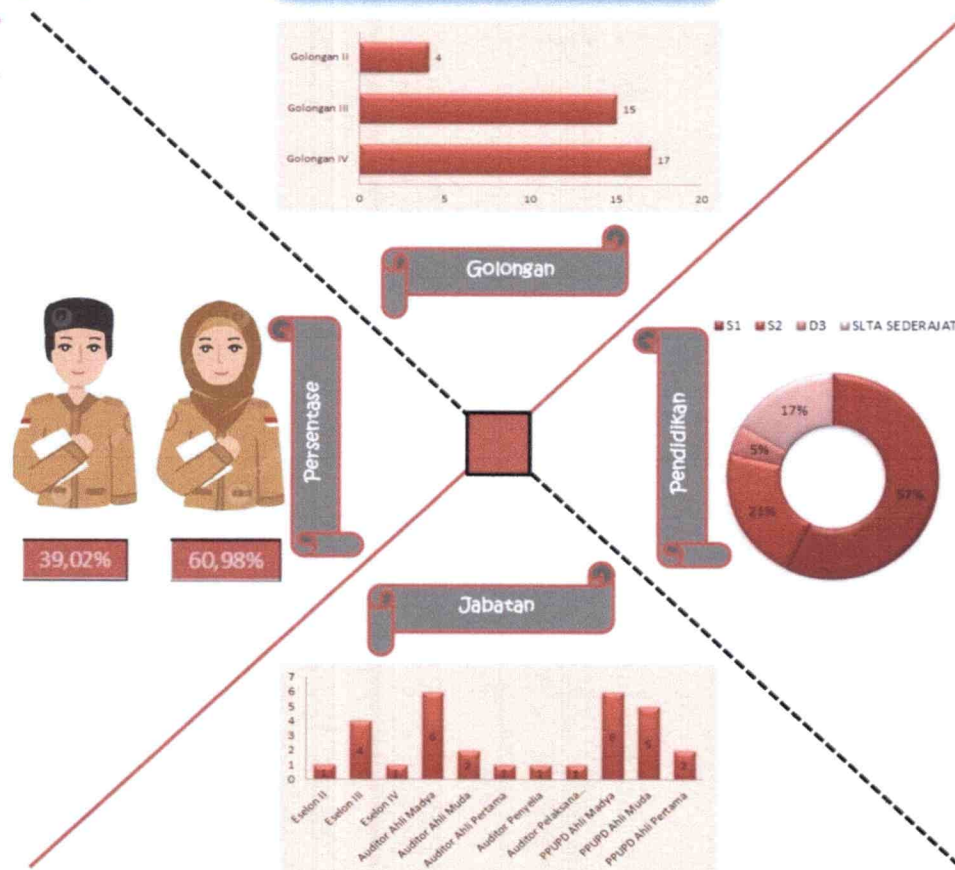 Golongan II
4
Golongan III
15
Golongan IV
17
0 5 10 15 20
Golongan
Persentase
39,02%
60,98%
Pendidikan
S1 S2 D3 SLTA SEDERAJAT
17%
5%
21%
57%
Jabatan
7
6
5
4
3
2
1
0
1 4 1 6 2 1 1 1 6 5 2
Eselon II
Eselon III
Eselon IV
Auditor Ahli Madya
Auditor Ahli Muda
Auditor Ahli Pertama
Auditor Penyelia
Auditor Pelaksana...
PPUPD Ahli Madya
PPUPD Ahli Muda
PPUPD Ahli Pertama